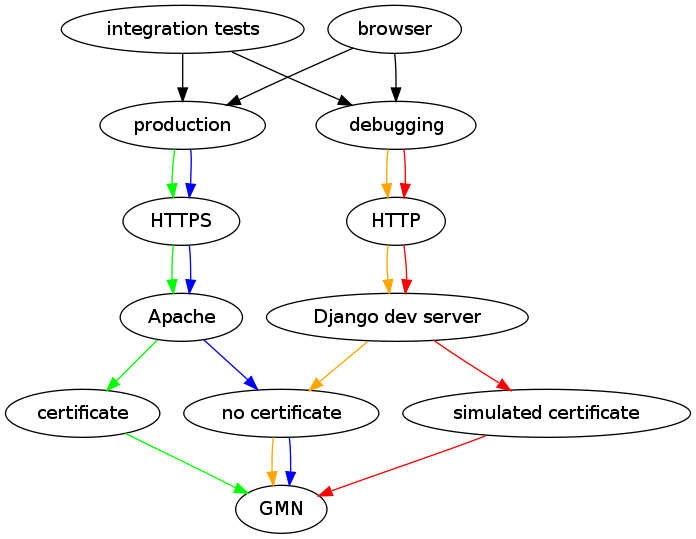 integration tests
browser
production
debugging
HTTPS
HTTP
Apache
Django dev server
certificate
no certificate
simulated certificate
GMN